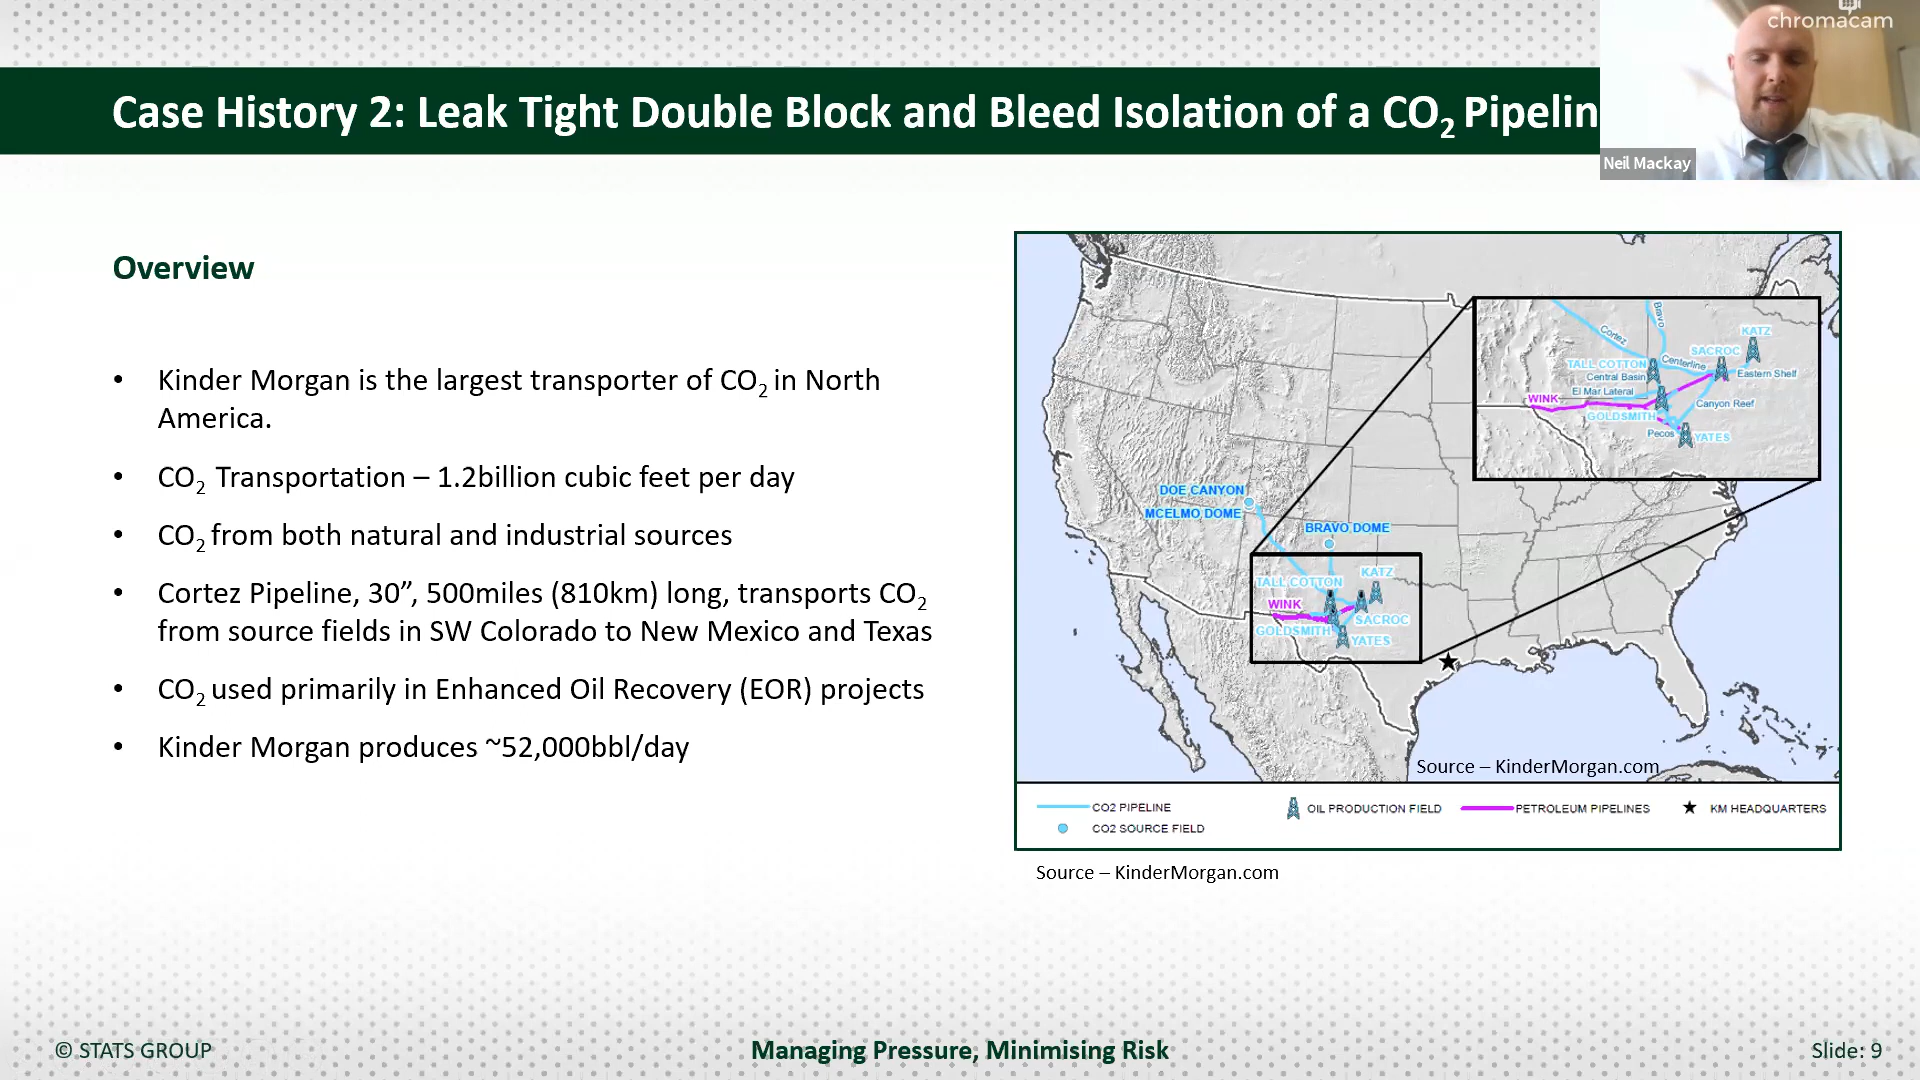 chromacam
Case History 2: Leak Tight Double Block and Bleed Isolation of a CO2 Pipelin
Neil Mackay
Overview
• Kinder Morgan is the largest transporter of CO2 in North
America.
• CO2 Transportation – 1.2billion cubic feet per day
• CO2 from both natural and industrial sources
• Cortez Pipeline, 30”, 500miles (810km) long, transports CO2
from source fields in SW Colorado to New Mexico and Texas
• CO2 used primarily in Enhanced Oil Recovery (EOR) projects
• Kinder Morgan produces ~52,000bbl/day
Bravo
Cortez
KATZ
SACROC
TALL COTTON
Centerline
Central Basin
Eastern Shelf
El Mar Lateral
WINK
Canyon Reef
GOLDSMITH
Pecos
YATES
DOE CANYON
MCELMO DOME
BRAVO DOME
KATZ
TALL COTTON
WINK
SACROC
GOLDSMITH
YATES
Source – KinderMorgan.com
CO2 PIPELINE
OIL PRODUCTION FIELD
PETROLEUM PIPELINES
KM HEADQUARTERS
CO2 SOURCE FIELD
Source – KinderMorgan.com
© STATS GROUP
Managing Pressure, Minimising Risk
Slide: 9